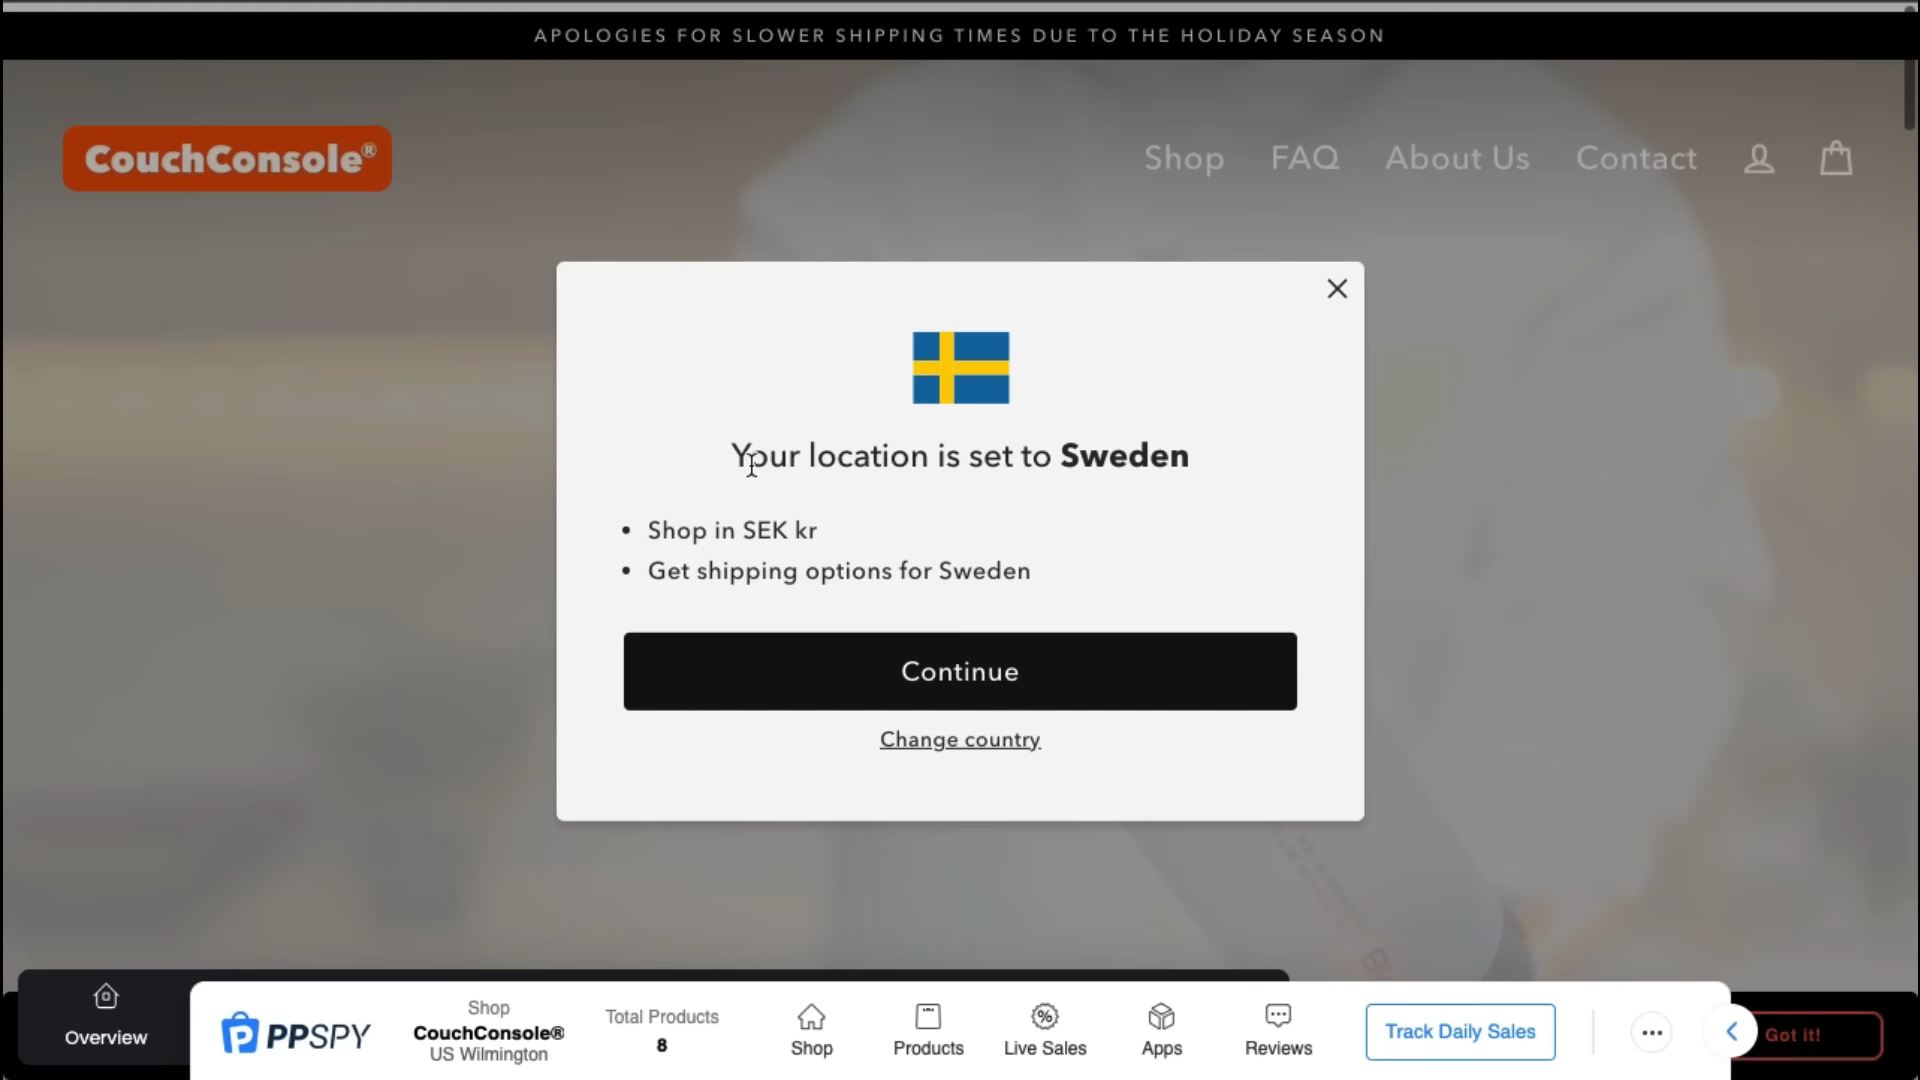 APOLOGIES FOR SLOWER SHIPPING TIMES DUE TO THE HOLIDAY SEASON
CouchConsole®
Shop
FAQ
About Us
Contact
Your location is set to Sweden
• Shop in SEK kr
• Get shipping options for Sweden
Continue
Change country
Overview
PPSPY
Shop
CouchConsole®
US Wilmington
Total Products
8
Shop
Products
Live Sales
Apps
Reviews
Track Daily Sales
Got it!